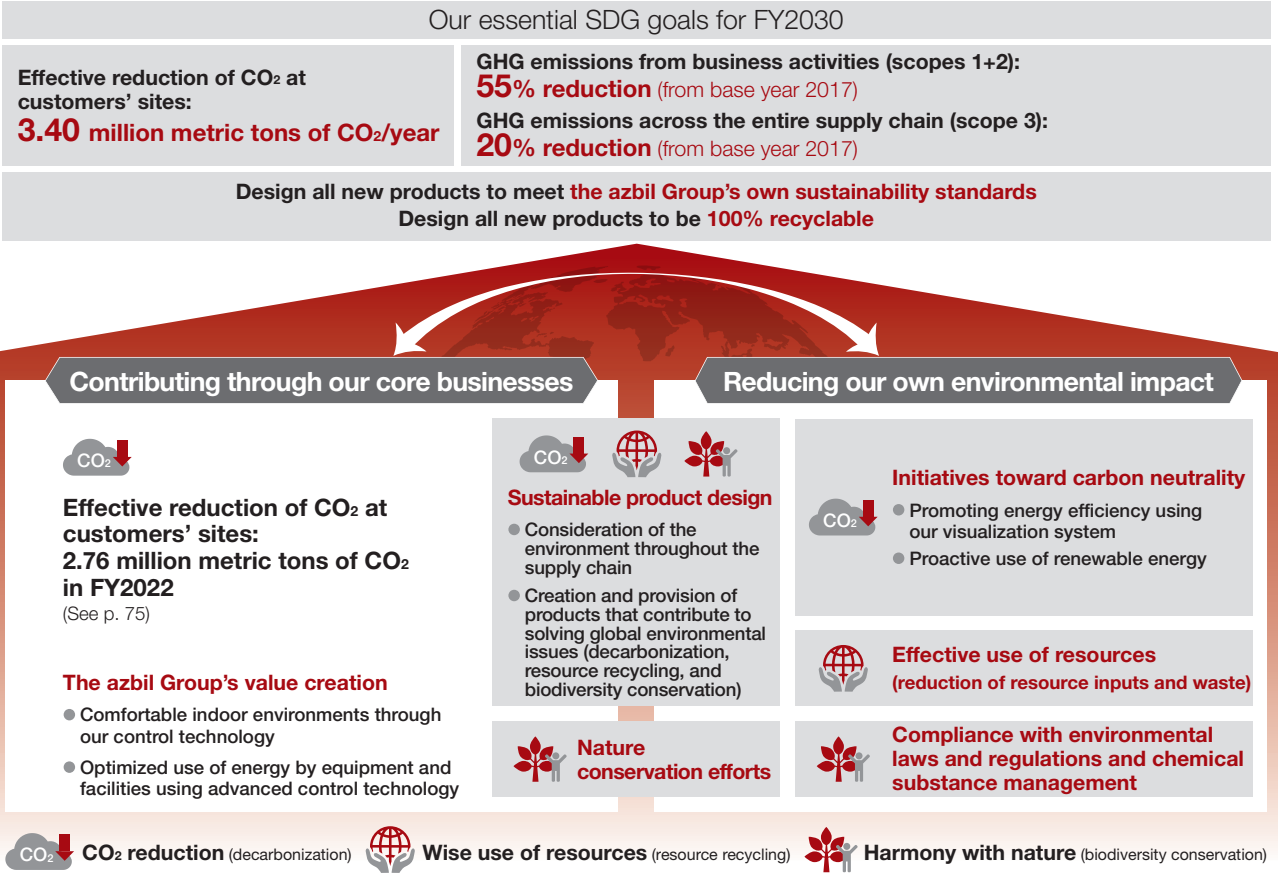 Our essential SDG goals for FY2030
Effective reduction of CO₂ at
customers’ sites:
3.40 million metric tons of CO₂/year
GHG emissions from business activities (scopes 1+2):
55% reduction (from base year 2017)
GHG emissions across the entire supply chain (scope 3):
20% reduction (from base year 2017)
Design all new products to meet the azbil Group’s own sustainability standards
Design all new products to be 100% recyclable
Contributing through our core businesses
CO₂
Effective reduction of CO₂ at
customers’ sites:
2.76 million metric tons of CO₂
in FY2022
(See p. 75)
The azbil Group’s value creation
● Comfortable indoor environments through
our control technology
● Optimized use of energy by equipment and
facilities using advanced control technology
CO₂
Sustainable product design
● Consideration of the
environment throughout the
supply chain
● Creation and provision of
products that contribute to
solving global environmental
issues (decarbonization,
resource recycling, and
biodiversity conservation)
Nature
conservation efforts
Reducing our own environmental impact
CO₂
Initiatives toward carbon neutrality
● Promoting energy efficiency using
our visualization system
● Proactive use of renewable energy
Effective use of resources
(reduction of resource inputs and waste)
Compliance with environmental
laws and regulations and chemical
substance management
CO₂ CO₂ reduction (decarbonization)
Wise use of resources (resource recycling)
Harmony with nature (biodiversity conservation)